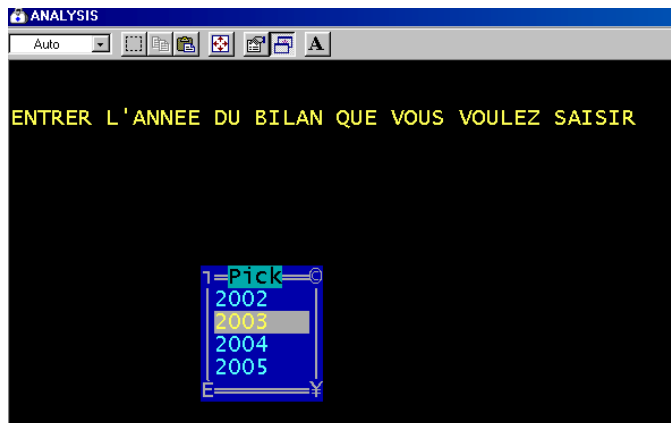 ANALYSIS
Auto
A
ENTRER L'ANNEE DU BILAN QUE VOUS VOULEZ SAISIR
Pick
2002
2003
2004
2005